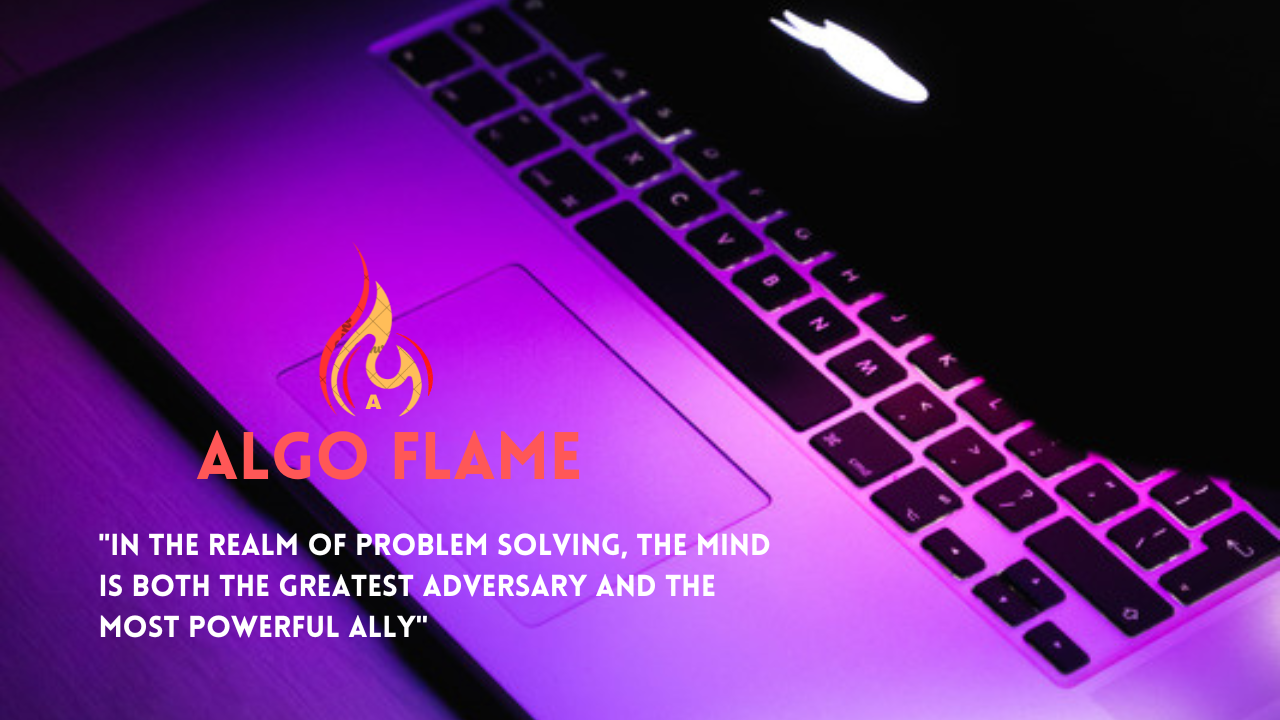 A
ALGO FLAME
"IN THE REALM OF PROBLEM SOLVING, THE MIND
IS BOTH THE GREATEST ADVERSARY AND THE
MOST POWERFUL ALLY"
A
S
D
F
G
H
J
K
L
Z
X
C
V
B
N
M